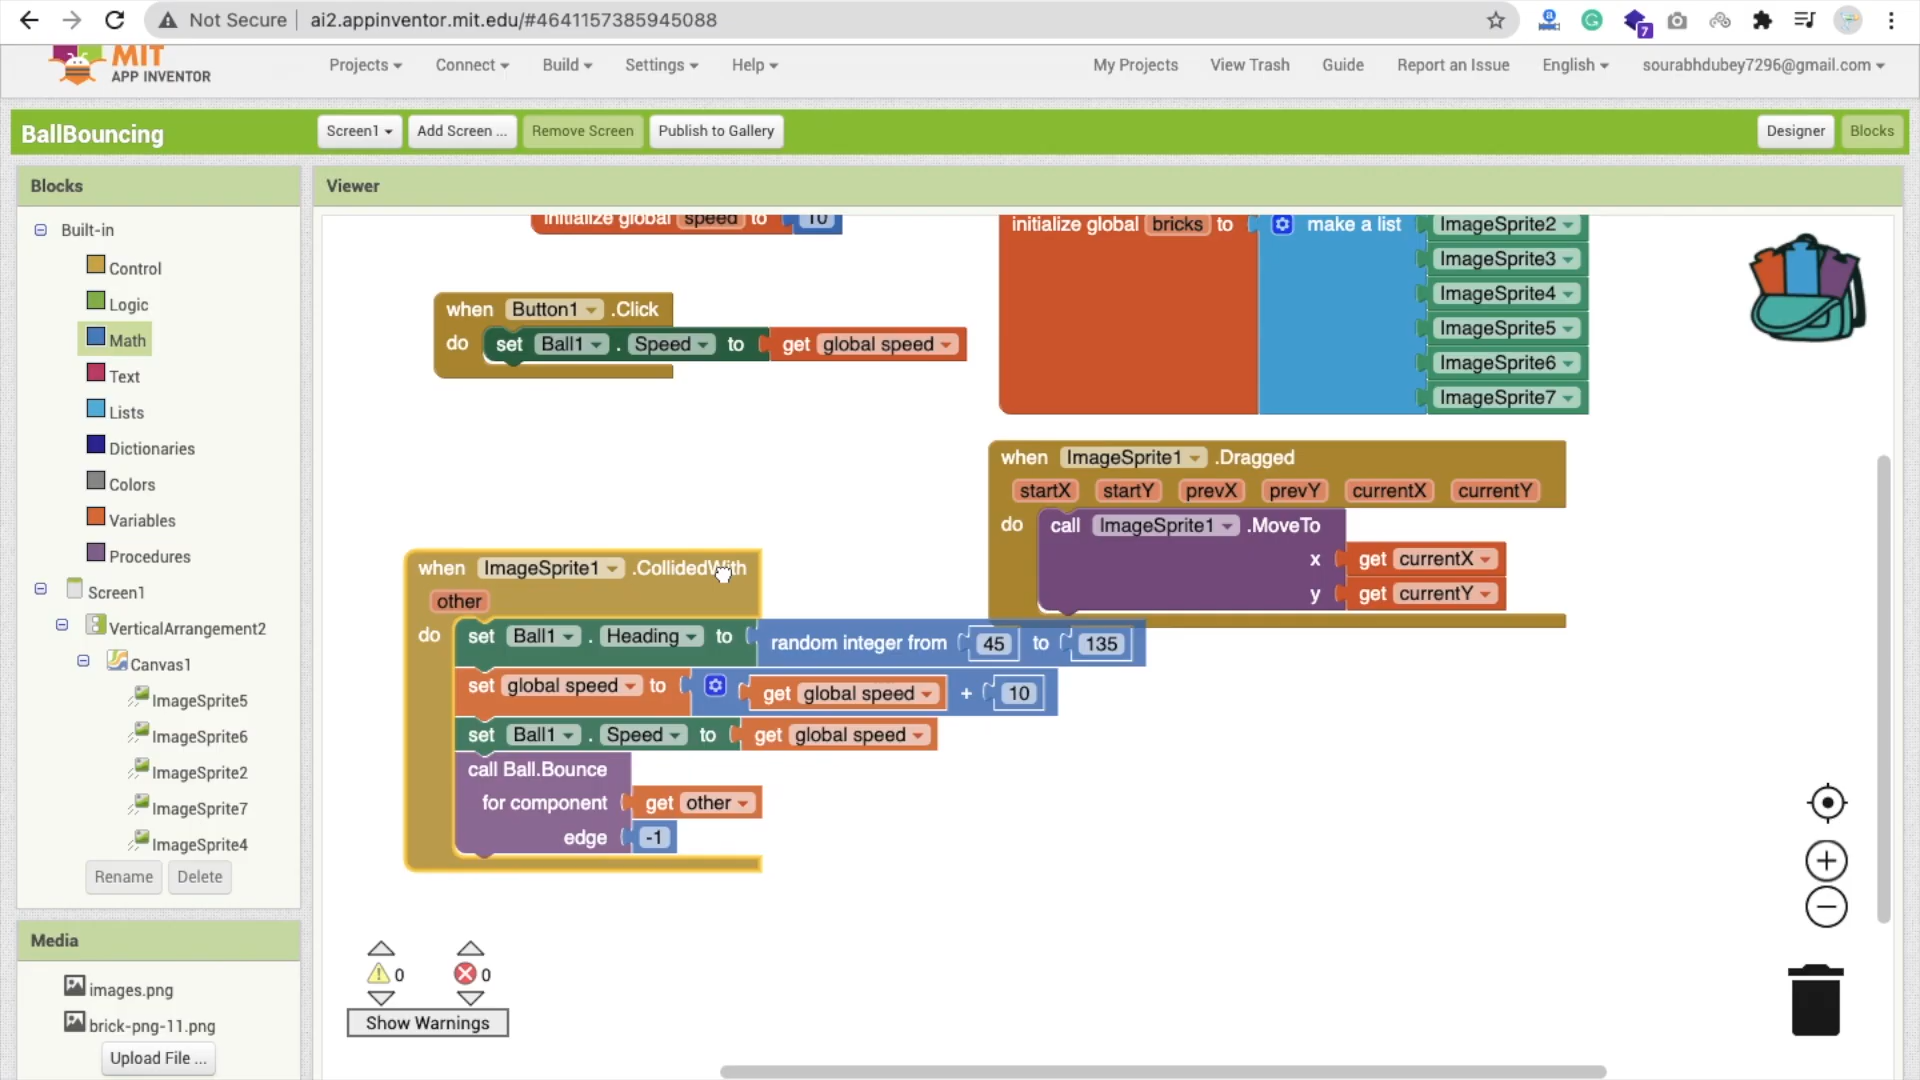 Not Secure | ai2.appinventor.mit.edu/#4641157385945088
7
MIT
APP INVENTOR
Projects Connect Build Settings Help My Projects View Trash Guide Report an Issue English sourabhdubey7296@gmail.com
BallBouncing Screen1 Add Screen ... Remove Screen Publish to Gallery Designer Blocks
Blocks
Built-in
Control
Logic
Math
Text
Lists
Dictionaries
Colors
Variables
Procedures
Screen1
VerticalArrangement2
Canvas1
ImageSprite5
ImageSprite6
ImageSprite2
ImageSprite7
ImageSprite4
Rename Delete
Media
images.png
brick-png-11.png
Upload File ...
Viewer
initialize global speed to 10
initialize global bricks to make a list ImageSprite2
ImageSprite3
ImageSprite4
ImageSprite5
ImageSprite6
ImageSprite7
when Button1 .Click
do set Ball1 . Speed to get global speed
when ImageSprite1 .Dragged
startX startY prevX prevY currentX currentY
do call ImageSprite1 .MoveTo
x get currentX
y get currentY
when ImageSprite1 .CollidedWith
other
do set Ball1 . Heading to random integer from 45 to 135
set global speed to get global speed + 10
set Ball1 . Speed to get global speed
call Ball.Bounce
for component get other
edge -1
0 0
Show Warnings